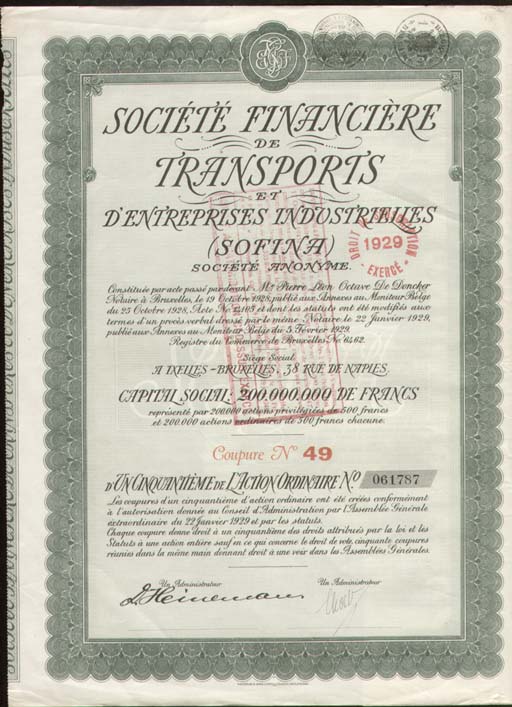 SOCIÉTÉ FINANCIÈRE
DE
TRANSPORTS
ET
D'ENTREPRISES INDUSTRIELLES
(SOFINA)
SOCIÉTÉ ANONYME.
DROIT
1929
EXERCÉ
Constituée par acte passé pardevant Mre Pierre Léon Octave De Doncker
Notaire à Bruxelles, le 19 Octobre 1928, publié aux Annexes au Moniteur Belge
du 25 Octobre 1928, Acte No et dont les statuts ont été modifiés aux
termes d'un procès-verbal dressé par le même Notaire le 22 Janvier 1929,
publié aux Annexes au Moniteur Belge du 5 Février 1929.
Registre du Commerce de Bruxelles No 6462.
Siège Social
A IXELLES-BRUXELLES, 38 RUE DE NAPLES.
CAPITAL SOCIAL: 200.000.000 DE FRANCS
représenté par 200.000 actions privilégiées de 500 francs
et 200.000 actions ordinaires de 500 francs chacune.
Coupure No 49
D'UN CINQUANTIÈME DE L'ACTION ORDINAIRE No 061787
Les coupures d'un cinquantième d'action ordinaire ont été créées conformément
à l'autorisation donnée au Conseil d'Administration par l'Assemblée Générale
extraordinaire du 22 Janvier 1929 et par les statuts.
Chaque coupure donne droit à un cinquantième des droits attribués par la loi et les
Statuts à une action entière sauf en ce qui concerne le droit de vote, cinquante coupures
réunies dans la même main donnant droit à une voix dans les Assemblées Générales.
Un Administrateur
Un Administrateur
D. Heineman